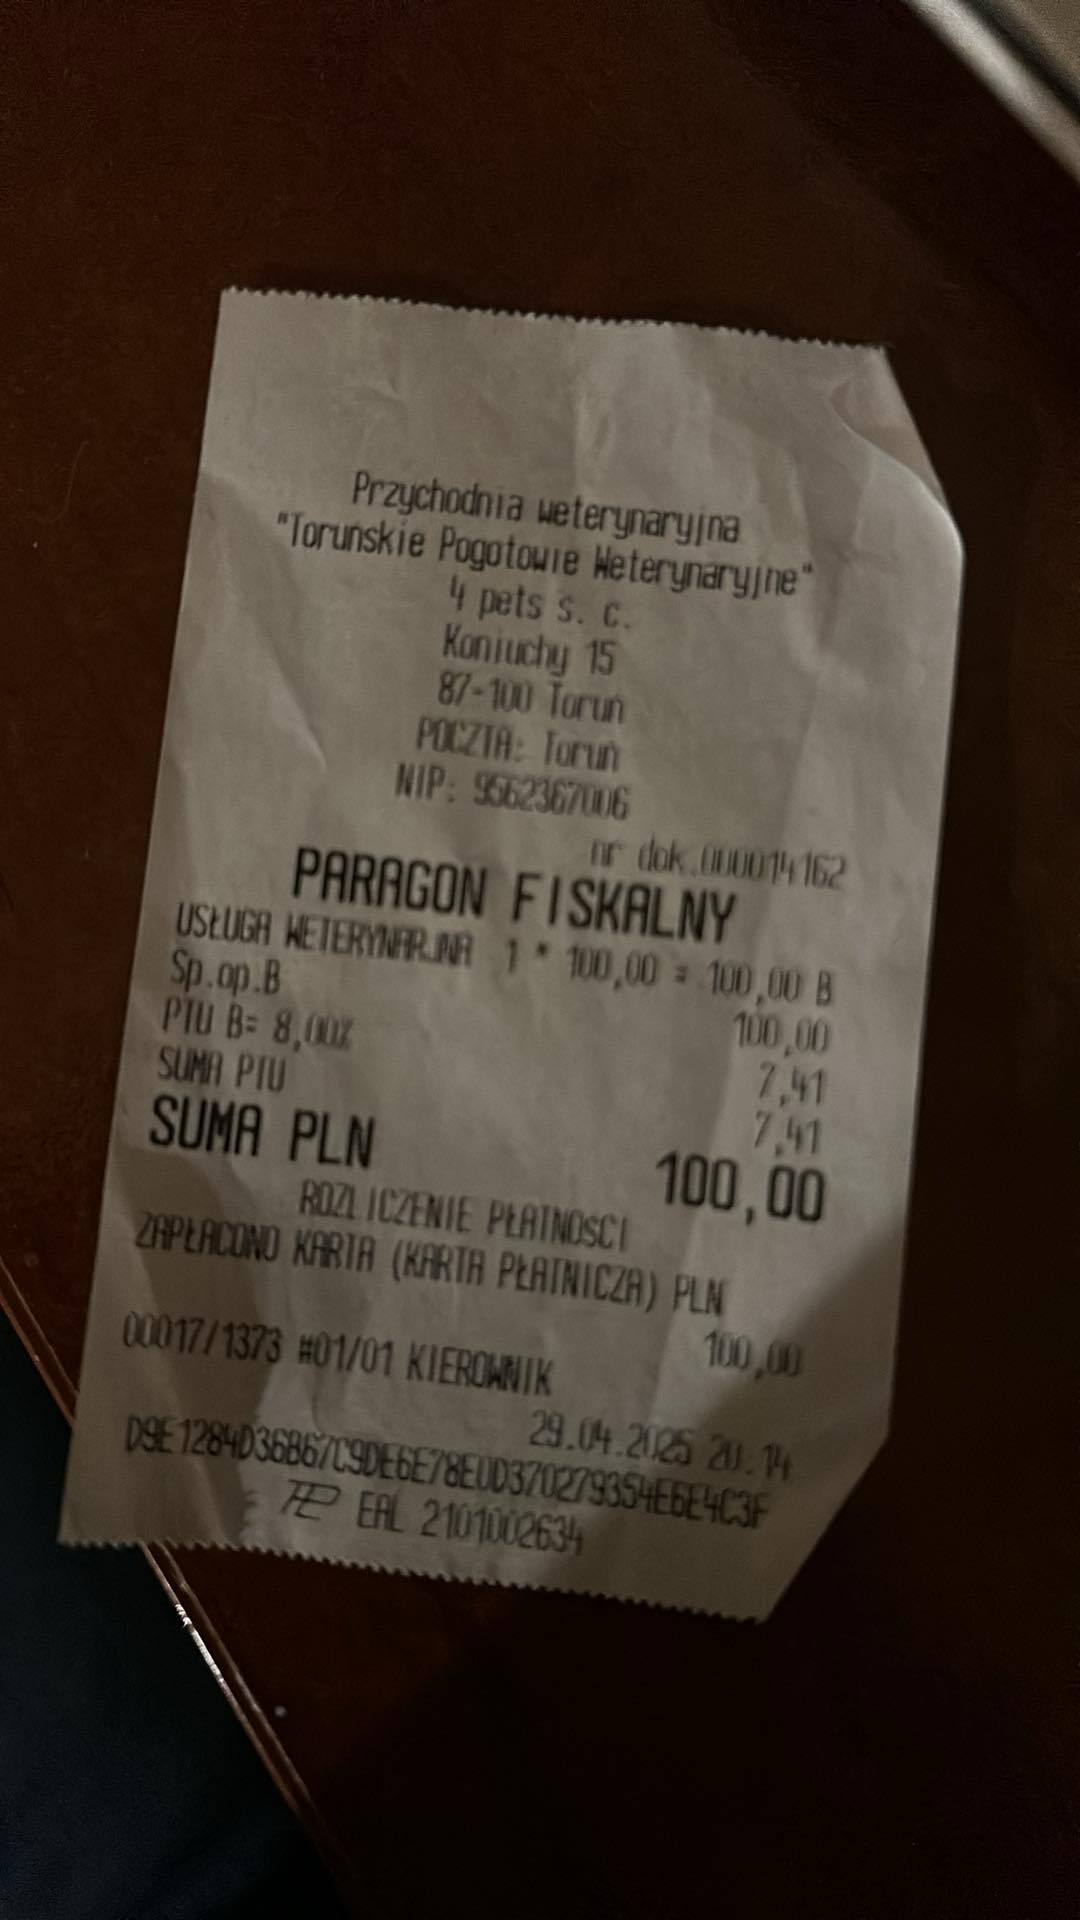 Przychodnia weterynaryjna
"Toruńskie Pogotowie Weterynaryjne"
4 pets s. c.
Koniuchy 15
87-100 Toruń
POCZTA: Toruń
NIP: 9562367006
nr dok.000014162
PARAGON FISKALNY
USŁUGA WETERYNARJNA 1 * 100,00 = 100,00 B
Sp.op.B 100,00
PTU B= 8,00% 7,41
SUMA PTU 7,41
SUMA PLN 100,00
ROZLICZENIE PŁATNOŚCI
ZAPŁACONO KARTA (KARTA PŁATNICZA) PLN
100,00
00017/1373 #01/01 KIEROWNIK
29.04.2025 20.14
D9E1284D36B67C9DE6E78E0D370279354E6E4C3F
EAL 2101002634